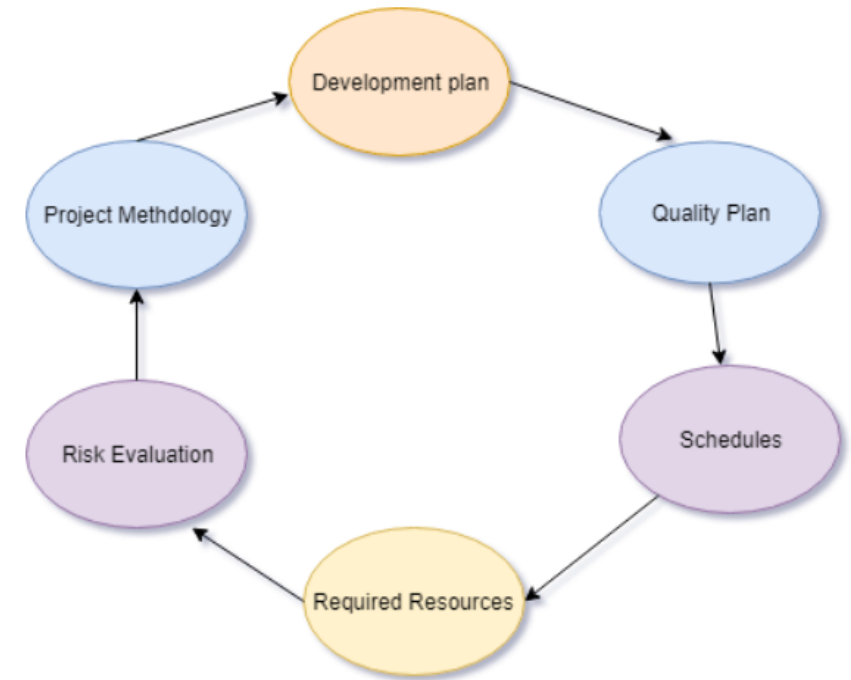 Development plan
Quality Plan
Schedules
Required Resources
Risk Evaluation
Project Methdology